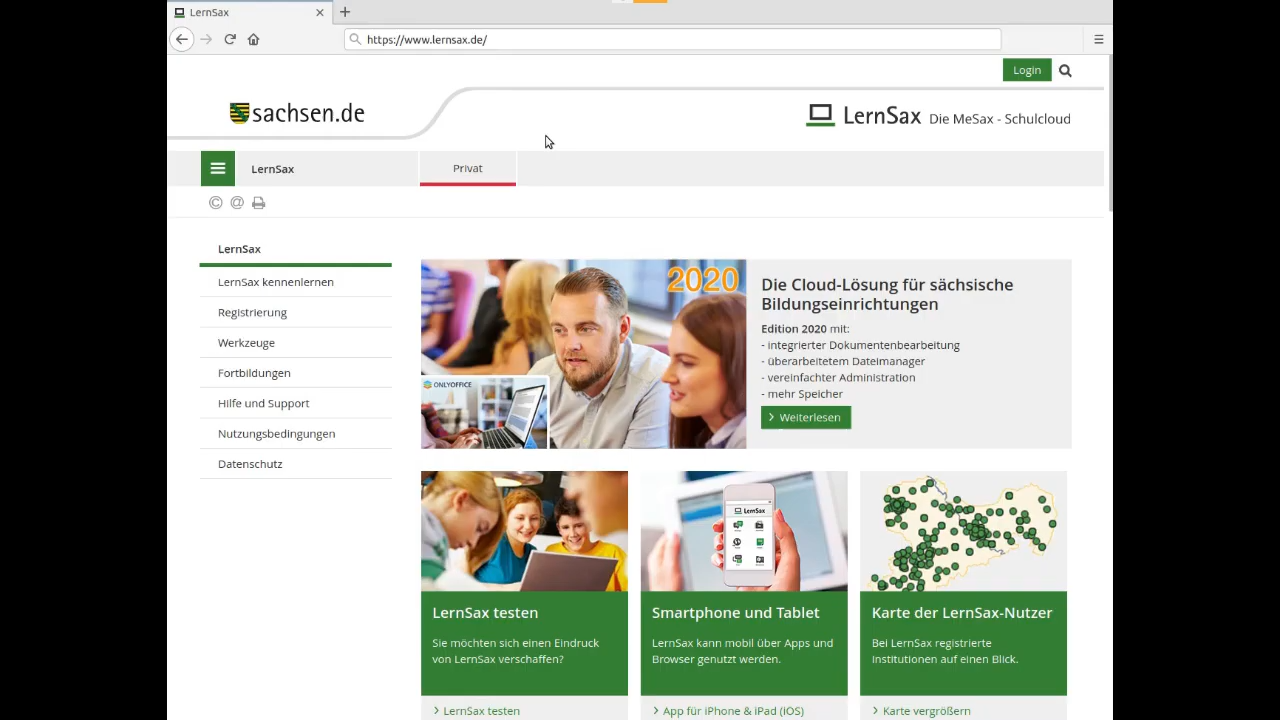 LernSax
https://www.lernsax.de/
Login
sachsen.de
LernSax Die MeSax - Schulcloud
LernSax
Privat
LernSax
LernSax kennenlernen
Registrierung
Werkzeuge
Fortbildungen
Hilfe und Support
Nutzungsbedingungen
Datenschutz
2020
ONLYOFFICE
Die Cloud-Lösung für sächsische
Bildungseinrichtungen
Edition 2020 mit:
- integrierter Dokumentenbearbeitung
- überarbeitetem Dateimanager
- vereinfachter Administration
- mehr Speicher
Weiterlesen
LernSax testen
Sie möchten sich einen Eindruck
von LernSax verschaffen?
LernSax testen
LernSax
Smartphone und Tablet
LernSax kann mobil über Apps und
Browser genutzt werden.
App für iPhone & iPad (iOS)
Karte der LernSax-Nutzer
Bei LernSax registrierte
Institutionen auf einen Blick.
Karte vergrößern